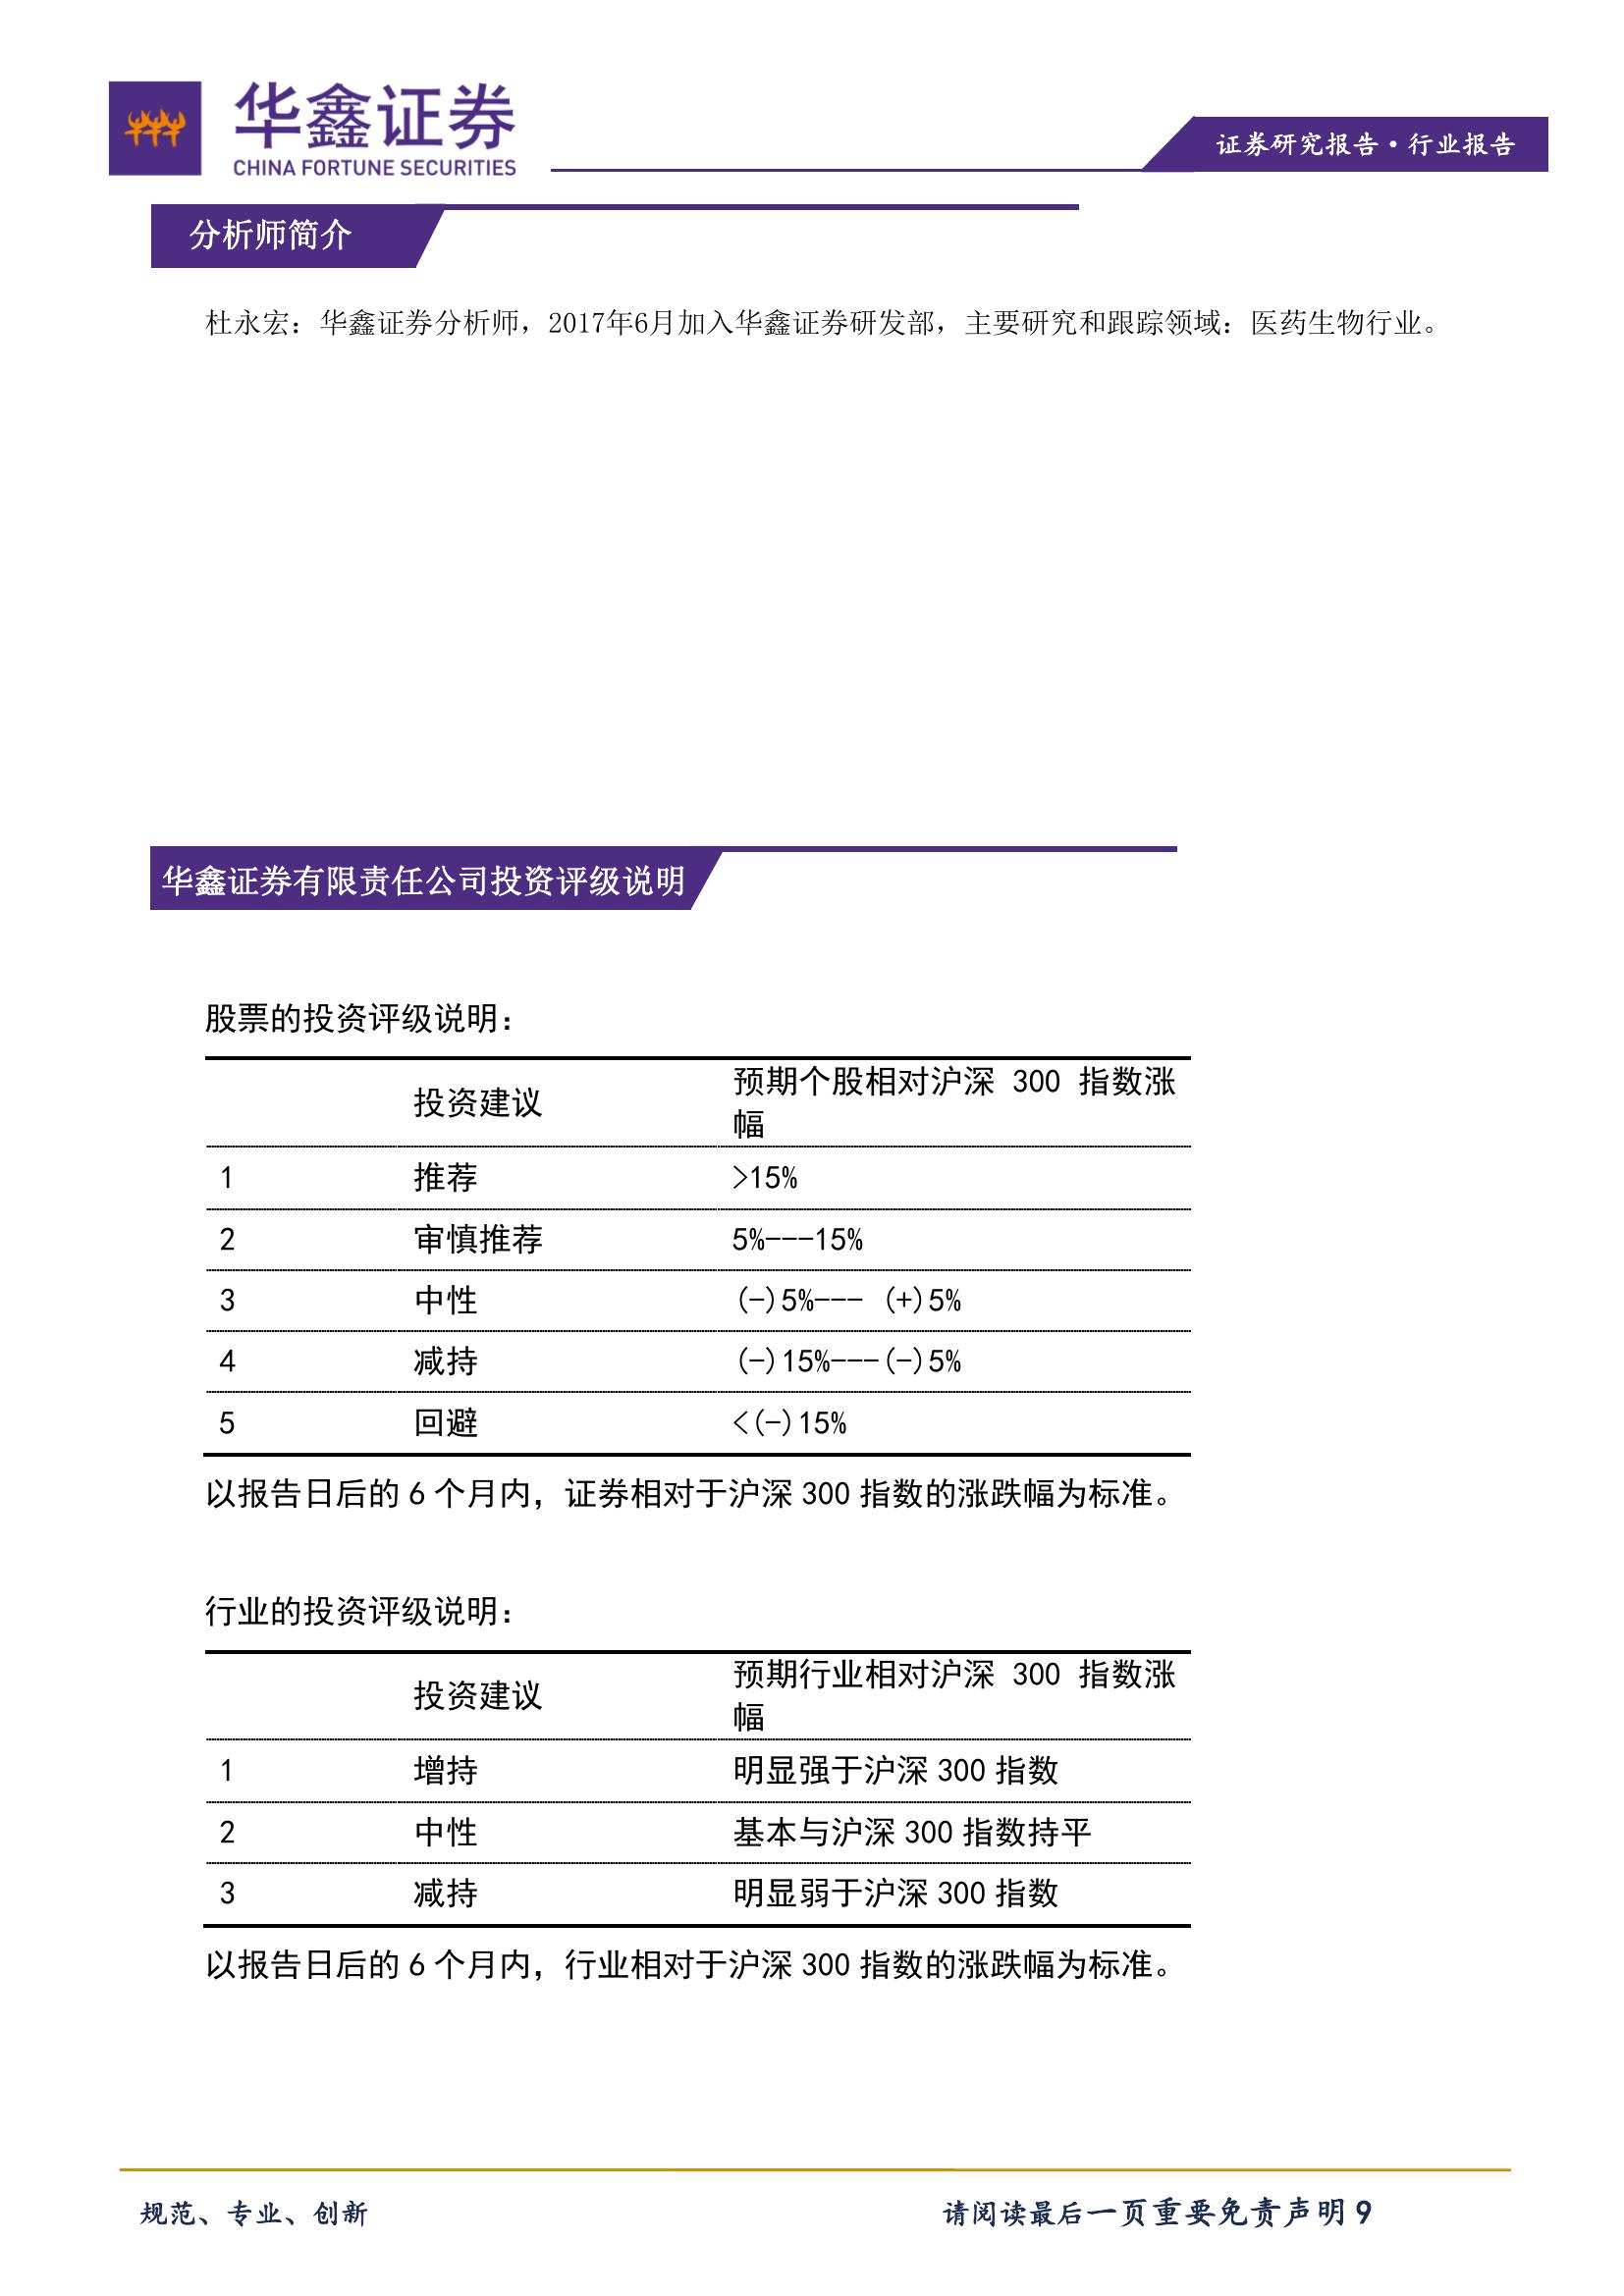 华鑫证券
CHINA FORTUNE SECURITIES
证券研究报告·行业报告
分析师简介
杜永宏：华鑫证券分析师，2017年6月加入华鑫证券研发部，主要研究和跟踪领域：医药生物行业。
华鑫证券有限责任公司投资评级说明
股票的投资评级说明：
投资建议 预期个股相对沪深 300 指数涨
幅
1 推荐 >15%
2 审慎推荐 5%---15%
3 中性 (-)5%--- (+)5%
4 减持 (-)15%---(-)5%
5 回避 <(-)15%
以报告日后的 6 个月内，证券相对于沪深 300 指数的涨跌幅为标准。
行业的投资评级说明：
投资建议 预期行业相对沪深 300 指数涨
幅
1 增持 明显强于沪深 300 指数
2 中性 基本与沪深 300 指数持平
3 减持 明显弱于沪深 300 指数
以报告日后的 6 个月内，行业相对于沪深 300 指数的涨跌幅为标准。
规范、专业、创新 请阅读最后一页重要免责声明 9